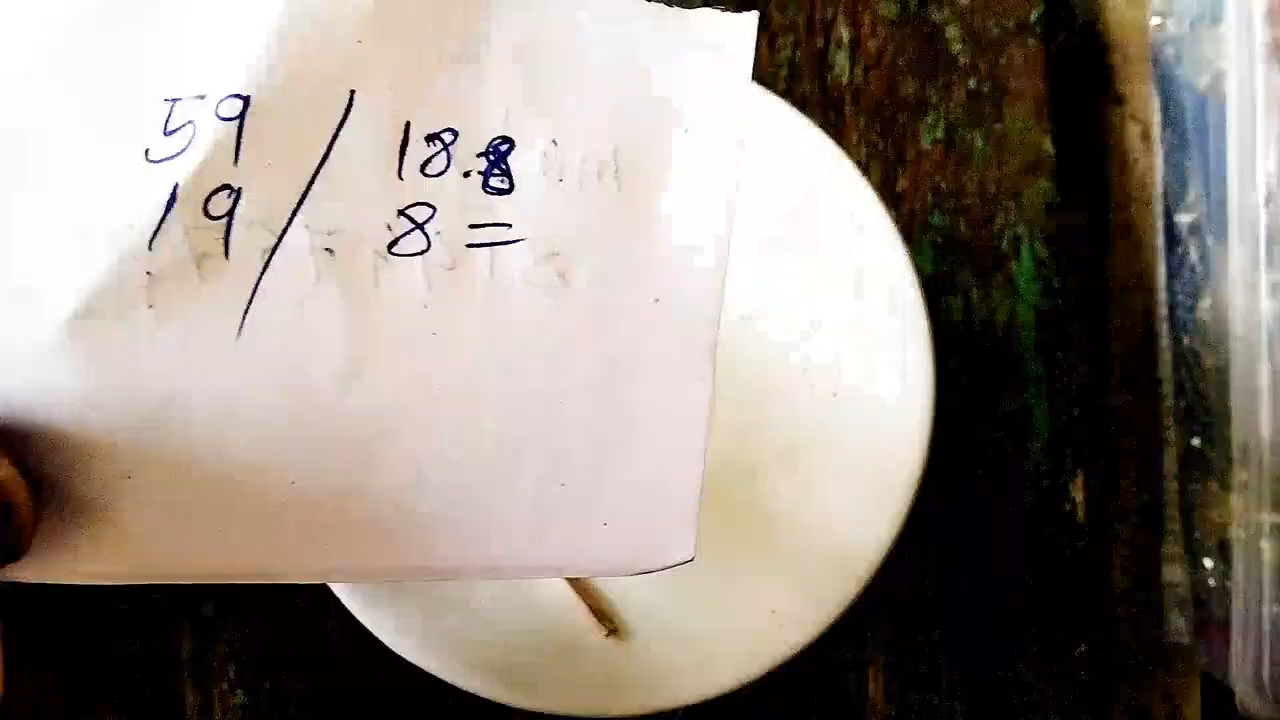 59 / 18.8
19 / 8 =